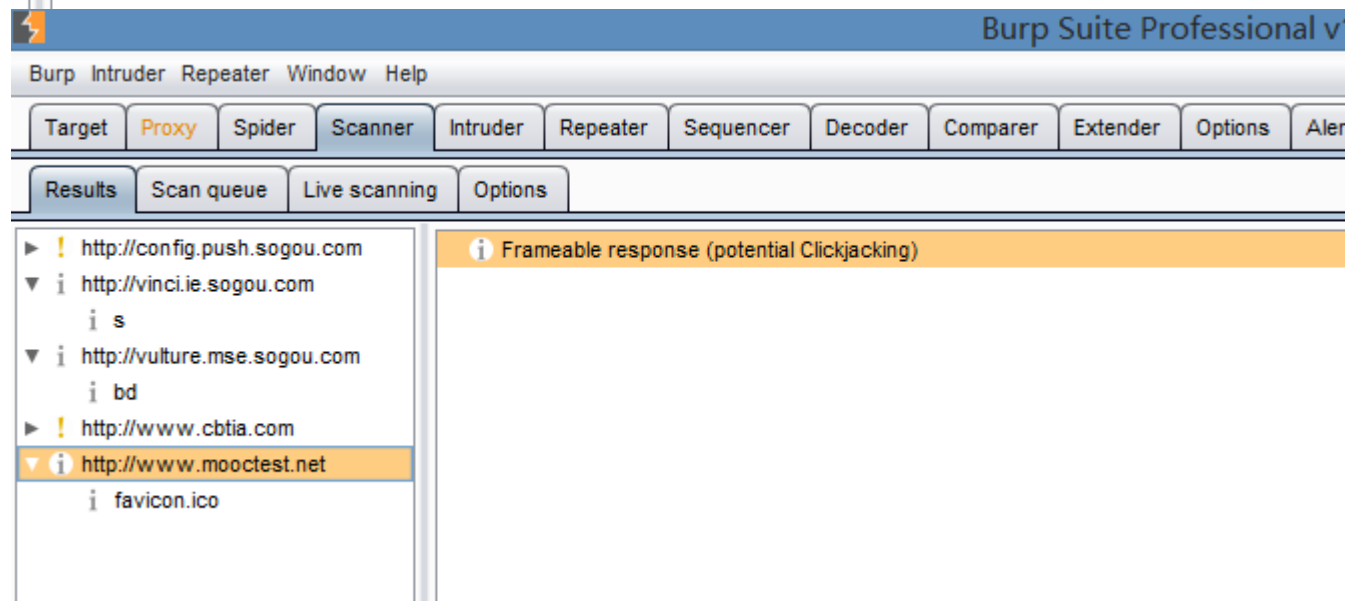 Burp Suite Professional v1
Burp Intruder Repeater Window Help
Target Proxy Spider Scanner Intruder Repeater Sequencer Decoder Comparer Extender Options Aler
Results Scan queue Live scanning Options
! http://config.push.sogou.com
i http://vinci.ie.sogou.com
i s
i http://vulture.mse.sogou.com
i bd
! http://www.cbtia.com
i http://www.mooctest.net
i favicon.ico
i Frameable response (potential Clickjacking)